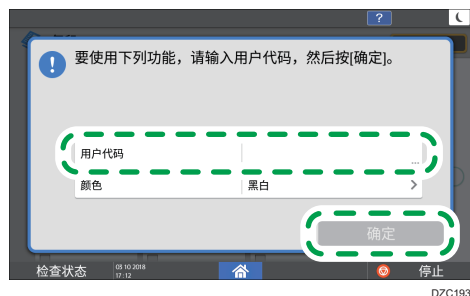 ?
要使用下列功能，请输入用户代码，然后按[确定]。
用户代码
...
颜色 黑白
确定
检查状态 03 10 2018 停止
17:12
DZC193